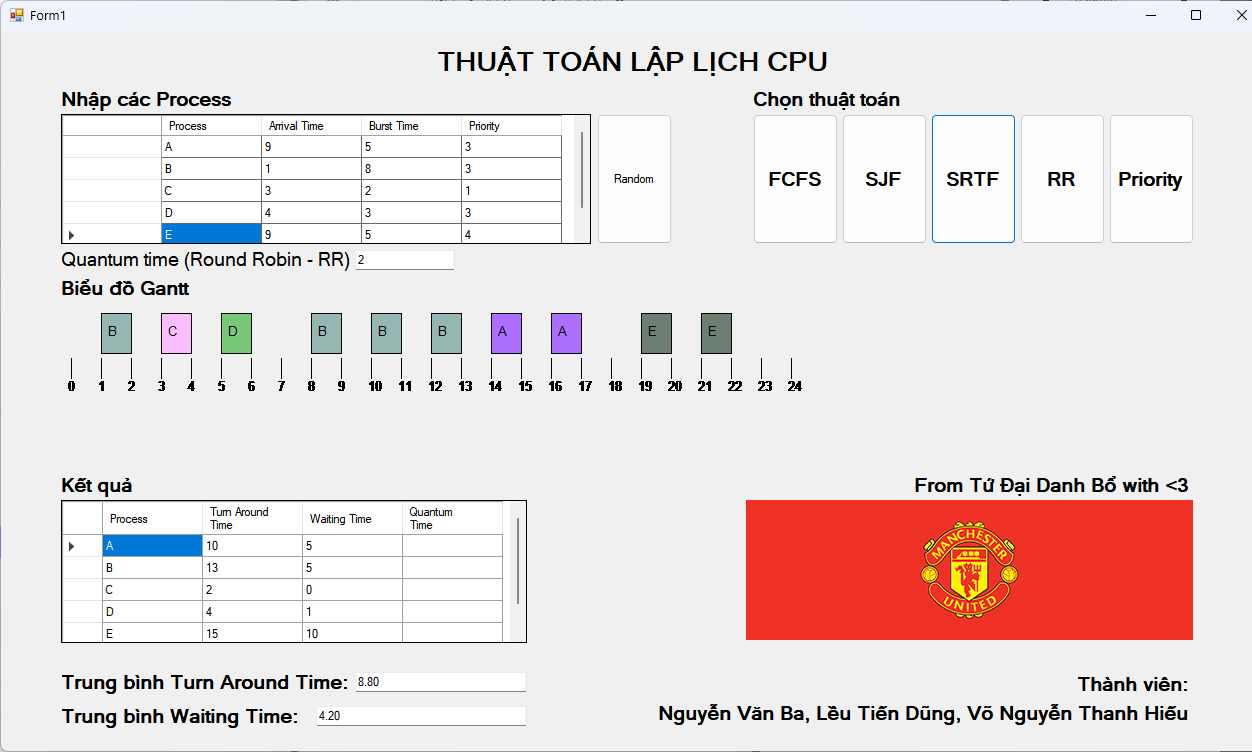 Form1
THUẬT TOÁN LẬP LỊCH CPU
Nhập các Process
Chọn thuật toán
Process Arrival Time Burst Time Priority
A 9 5 3
B 1 8 3
C 3 2 1
D 4 3 3
E 9 5 4
Random
FCFS SJF SRTF RR Priority
Quantum time (Round Robin - RR) 2
Biểu đồ Gantt
B C D B B B A A E E
0 1 2 3 4 5 6 7 8 9 10 11 12 13 14 15 16 17 18 19 20 21 22 23 24
Kết quả
From Tứ Đại Danh Bổ with <3
Process Turn Around Time Waiting Time Quantum Time
A 10 5
B 13 5
C 2 0
D 4 1
E 15 10
MANCHESTER
UNITED
Trung bình Turn Around Time: 8.80
Trung bình Waiting Time: 4.20
Thành viên:
Nguyễn Văn Ba, Lều Tiến Dũng, Võ Nguyễn Thanh Hiếu